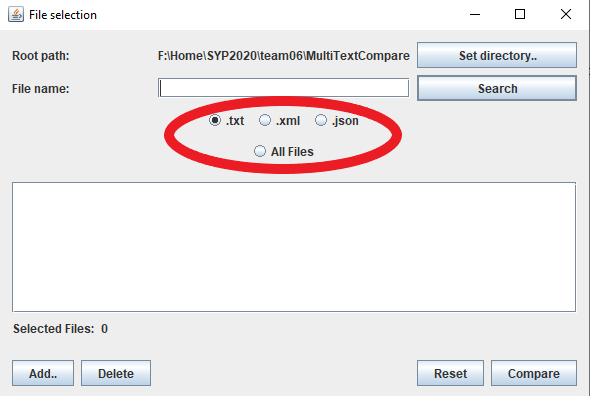 File selection
Root path: F:\Home\SYP2020\team06\MultiTextCompare Set directory..
File name: Search
.txt .xml .json
All Files
Selected Files: 0
Add.. Delete Reset Compare